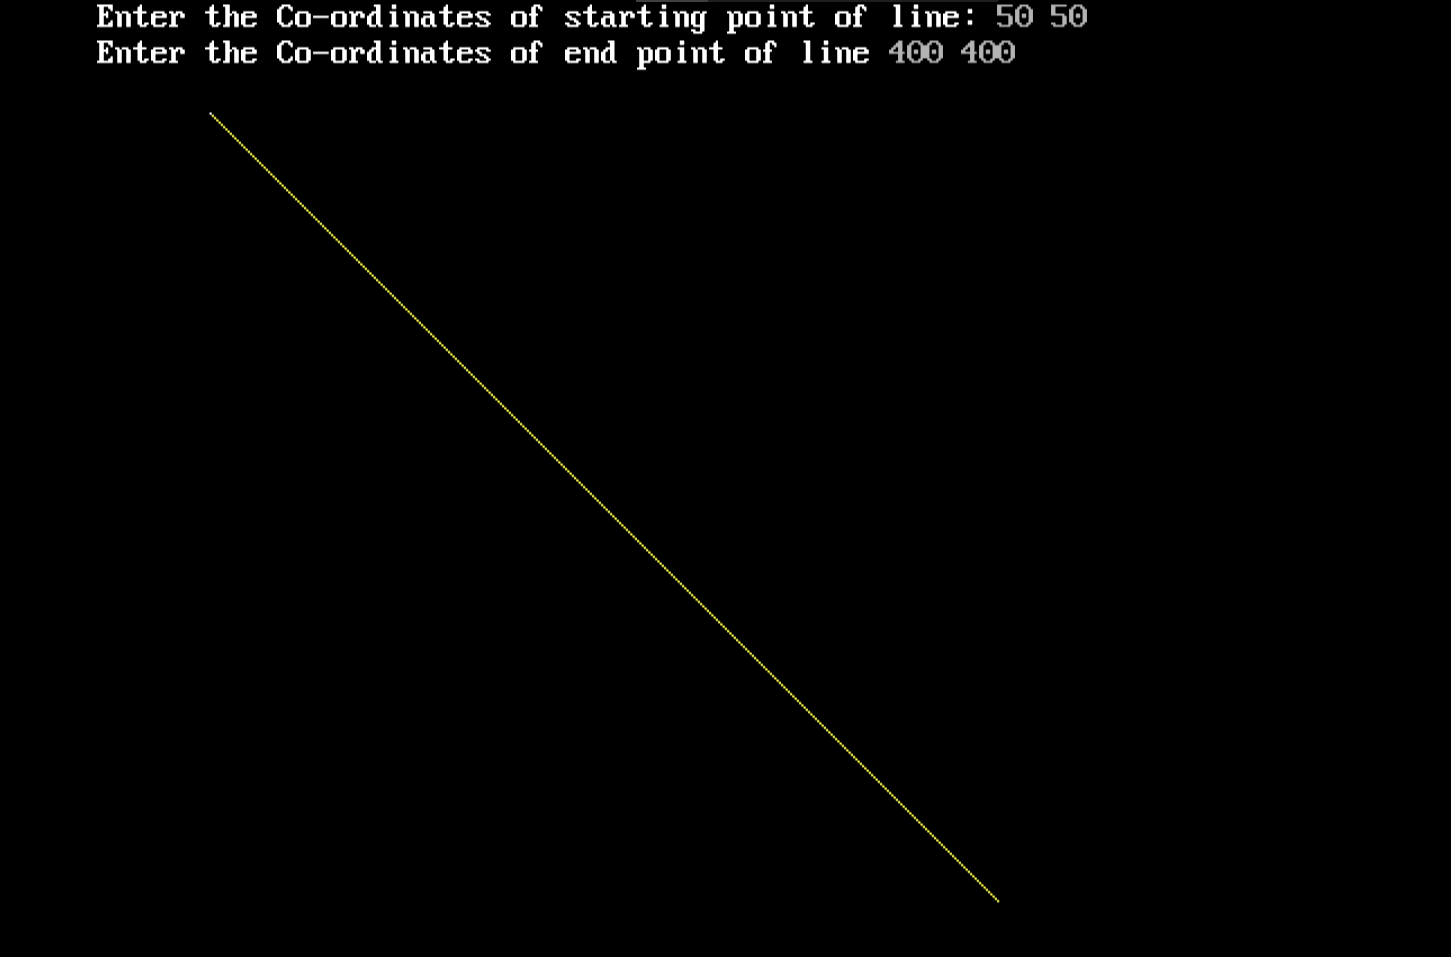 Enter the Co-ordinates of starting point of line: 50 50
Enter the Co-ordinates of end point of line 400 400